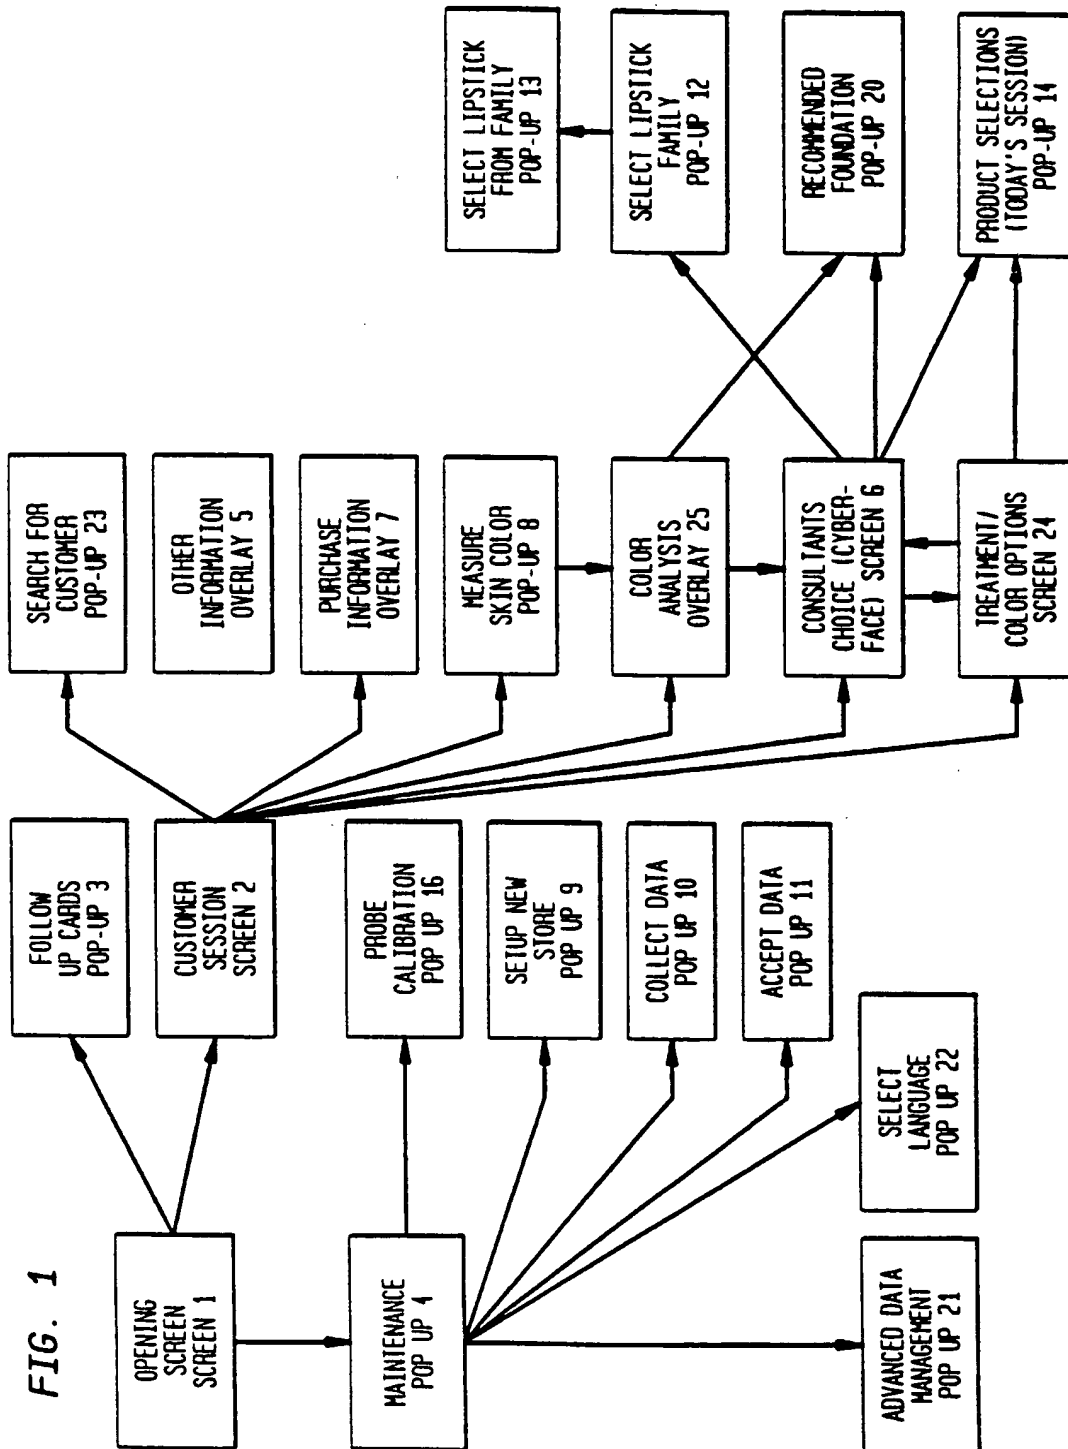 FIG. 1
OPENING
SCREEN
SCREEN 1
MAINTENANCE
POP UP 4
ADVANCED DATA
MANAGEMENT
POP UP 21
FOLLOW
UP CARDS
POP-UP 3
CUSTOMER
SESSION
SCREEN 2
PROBE
CALIBRATION
POP UP 16
SETUP NEW
STORE
POP UP 9
COLLECT DATA
POP UP 10
ACCEPT DATA
POP UP 11
SELECT
LANGUAGE
POP UP 22
SEARCH FOR
CUSTOMER
POP-UP 23
OTHER
INFORMATION
OVERLAY 5
PURCHASE
INFORMATION
OVERLAY 7
MEASURE
SKIN COLOR
POP-UP 8
COLOR
ANALYSIS
OVERLAY 25
CONSULTANTS
CHOICE (CYBER-
FACE) SCREEN 6
TREATMENT/
COLOR OPTIONS
SCREEN 24
SELECT LIPSTICK
FROM FAMILY
POP-UP 13
SELECT LIPSTICK
FAMILY
POP-UP 12
RECOMMENDED
FOUNDATION
POP-UP 20
PRODUCT SELECTIONS
(TODAY'S SESSION)
POP-UP 14